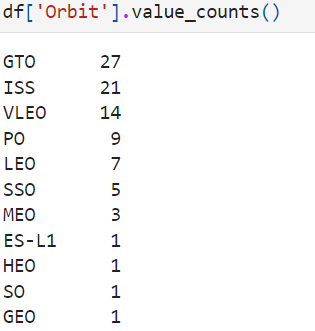 df['Orbit'].value_counts()
GTO 27
ISS 21
VLEO 14
PO 9
LEO 7
SSO 5
MEO 3
ES-L1 1
HEO 1
SO 1
GEO 1